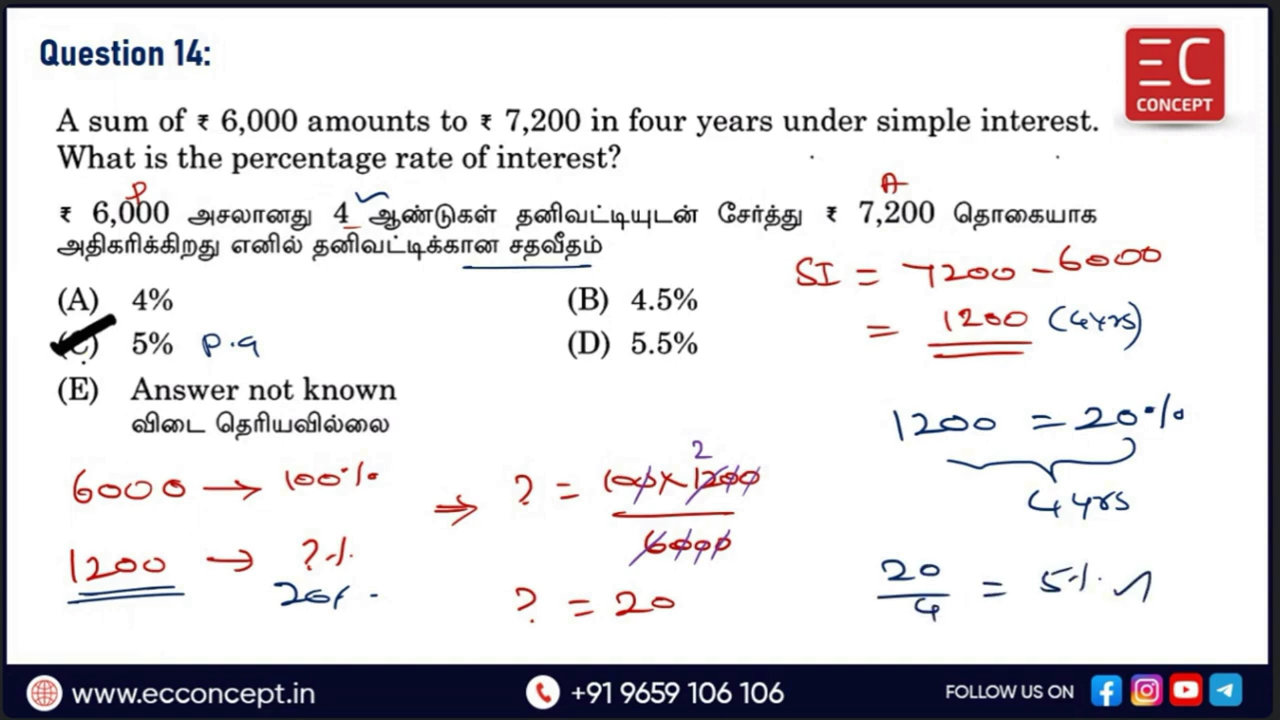 Question 14:
EC
CONCEPT
A sum of ₹ 6,000 amounts to ₹ 7,200 in four years under simple interest.
What is the percentage rate of interest?
P
A
₹ 6,000 அசலானது 4 ஆண்டுகள் தனிவட்டியுடன் சேர்த்து ₹ 7,200 தொகையாக
அதிகரிக்கிறது எனில் தனிவட்டிக்கான சதவீதம்
SI = 7200 - 6000
= 1200 (4yrs)
(A) 4%
(B) 4.5%
(C) 5% p.a
(D) 5.5%
(E) Answer not known
விடை தெரியவில்லை
6000 → 100%
1200 → ?%
20% -
⇒ ? = 100 × 1200
2
6000
? = 20
1200 = 20%
4 yrs
20
4
= 5%
www.ecconcept.in
+91 9659 106 106
FOLLOW US ON